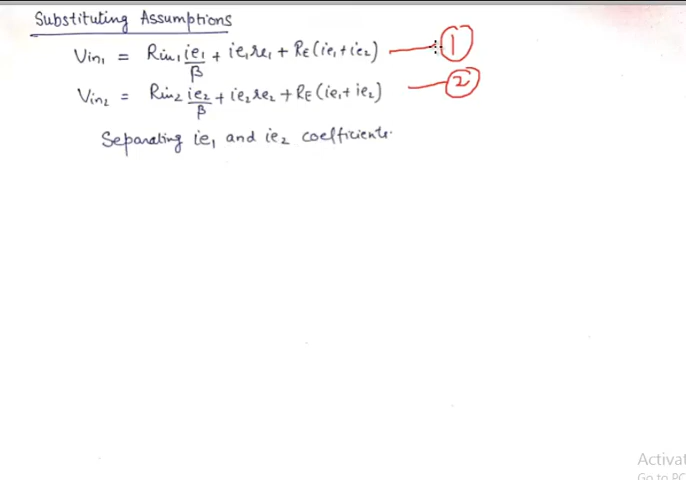 Substituting Assumptions
Vin₁ = Rin₁ ie₁/β + ie₁re₁ + RE(ie₁+ie₂) — 1
Vin₂ = Rin₂ ie₂/β + ie₂re₂ + RE(ie₁+ie₂) — 2
Separating ie₁ and ie₂ coefficients.
Activat
Go to PC